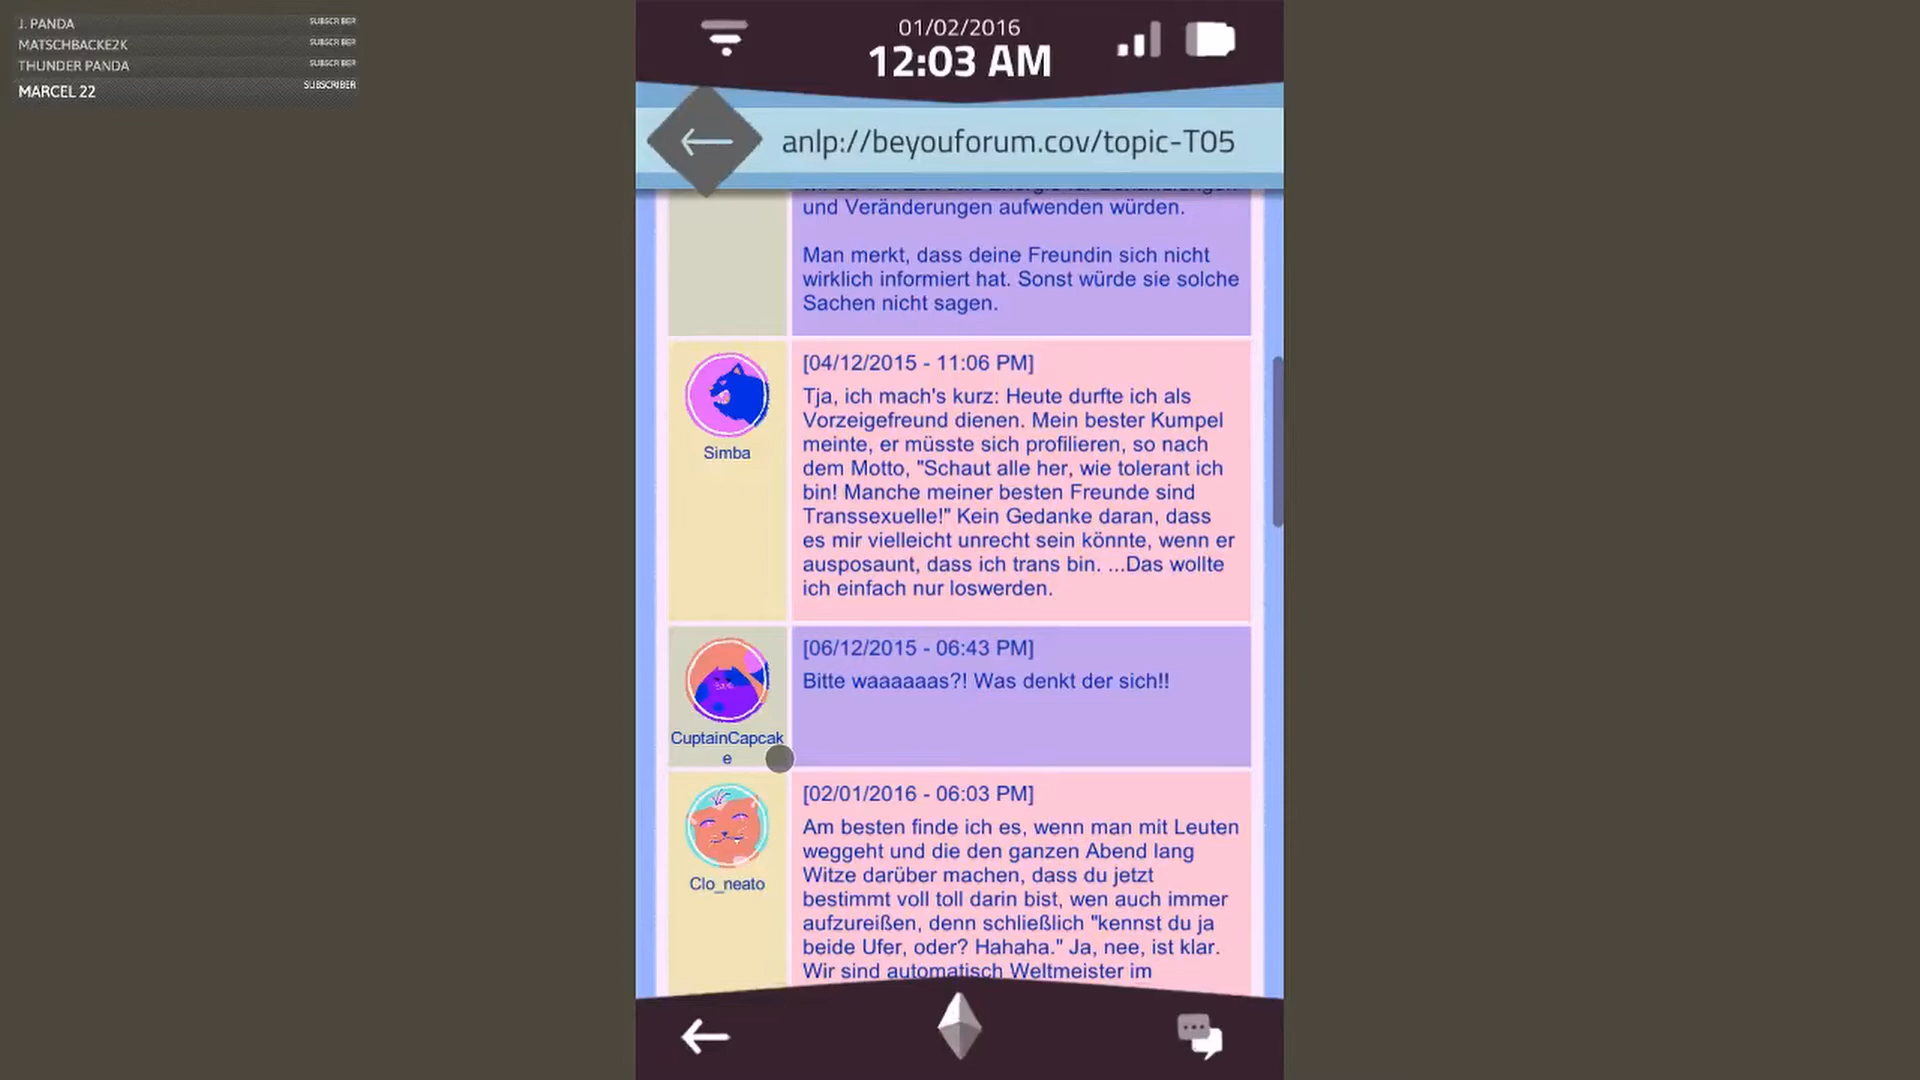 J. PANDA SUBSCRIBER
MATSCHBACKE2K SUBSCRIBER
THUNDER PANDA SUBSCRIBER
MARCEL 22 SUBSCRIBER
01/02/2016
12:03 AM
anlp://beyouforum.cov/topic-T05
und Veränderungen aufwenden würden.
Man merkt, dass deine Freundin sich nicht
wirklich informiert hat. Sonst würde sie solche
Sachen nicht sagen.
Simba
[04/12/2015 - 11:06 PM]
Tja, ich mach's kurz: Heute durfte ich als
Vorzeigefreund dienen. Mein bester Kumpel
meinte, er müsste sich profilieren, so nach
dem Motto, "Schaut alle her, wie tolerant ich
bin! Manche meiner besten Freunde sind
Transsexuelle!" Kein Gedanke daran, dass
es mir vielleicht unrecht sein könnte, wenn er
ausposaunt, dass ich trans bin. ...Das wollte
ich einfach nur loswerden.
CuptainCapcak
e
[06/12/2015 - 06:43 PM]
Bitte waaaaaas?! Was denkt der sich!!
Clo_neato
[02/01/2016 - 06:03 PM]
Am besten finde ich es, wenn man mit Leuten
weggeht und die den ganzen Abend lang
Witze darüber machen, dass du jetzt
bestimmt voll toll darin bist, wen auch immer
aufzureißen, denn schließlich "kennst du ja
beide Ufer, oder? Hahaha." Ja, nee, ist klar.
Wir sind automatisch Weltmeister im